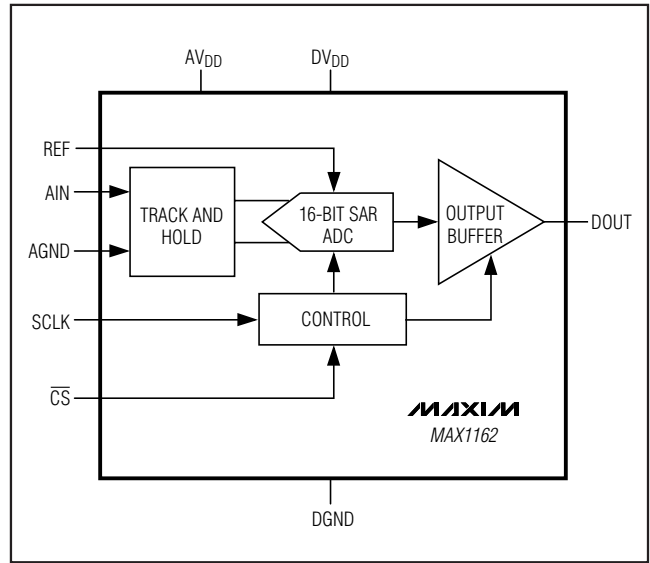 AVDD
DVDD
REF
AIN
AGND
SCLK
CS
TRACK AND
HOLD
16-BIT SAR
ADC
CONTROL
OUTPUT
BUFFER
DOUT
MAXIM
MAX1162
DGND